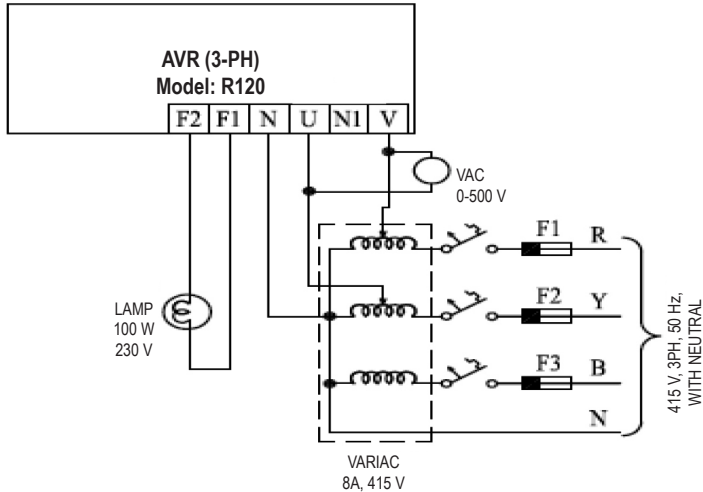 AVR (3-PH)
Model: R120
F2 F1 N U N1 V
VAC
0-500 V
F1 R
LAMP
100 W
230 V
F2 Y
F3 B
N
415 V, 3PH, 50 Hz,
WITH NEUTRAL
VARIAC
8A, 415 V